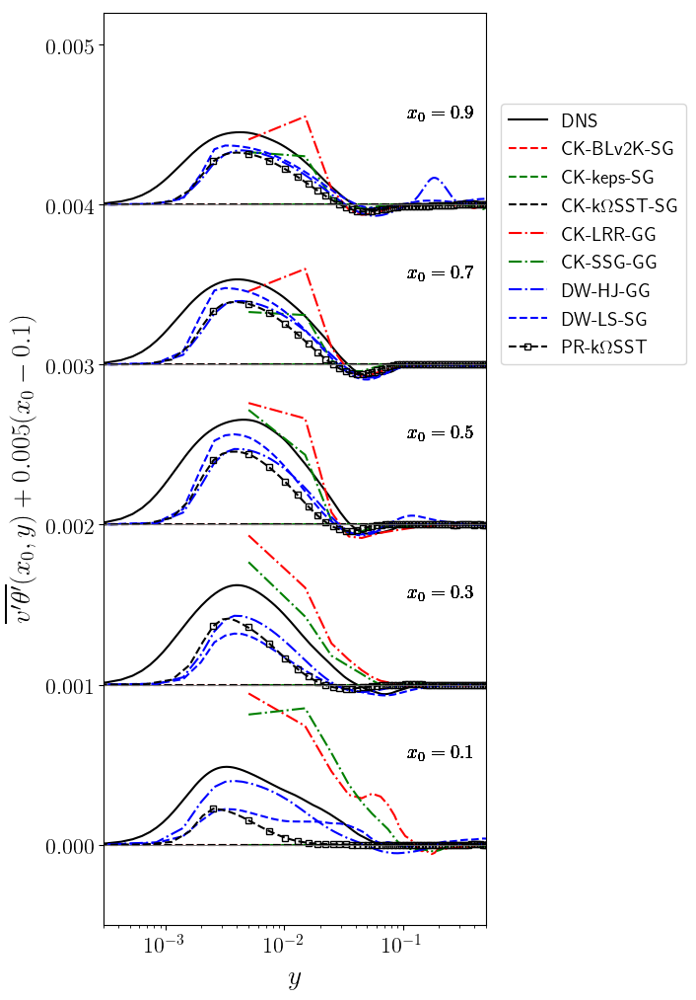 0.005
0.004
0.003
0.002
0.001
0.000
$\overline{v'\theta'}(x_0, y) + 0.005(x_0 - 0.1)$
$x_0 = 0.9$
$x_0 = 0.7$
$x_0 = 0.5$
$x_0 = 0.3$
$x_0 = 0.1$
$10^{-3}$ $10^{-2}$ $10^{-1}$
$y$
DNS
CK-BLv2K-SG
CK-keps-SG
CK-kΩSST-SG
CK-LRR-GG
CK-SSG-GG
DW-HJ-GG
DW-LS-SG
PR-kΩSST